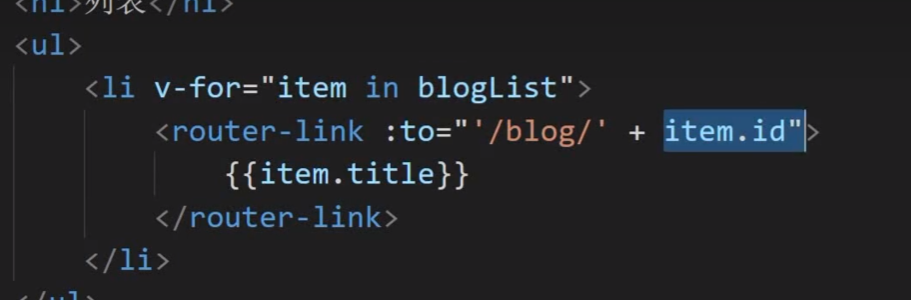 <h1>列表</h1>
<ul>
<li v-for="item in blogList">
<router-link :to="'/blog/' + item.id">
{{item.title}}
</router-link>
</li>
</ul>